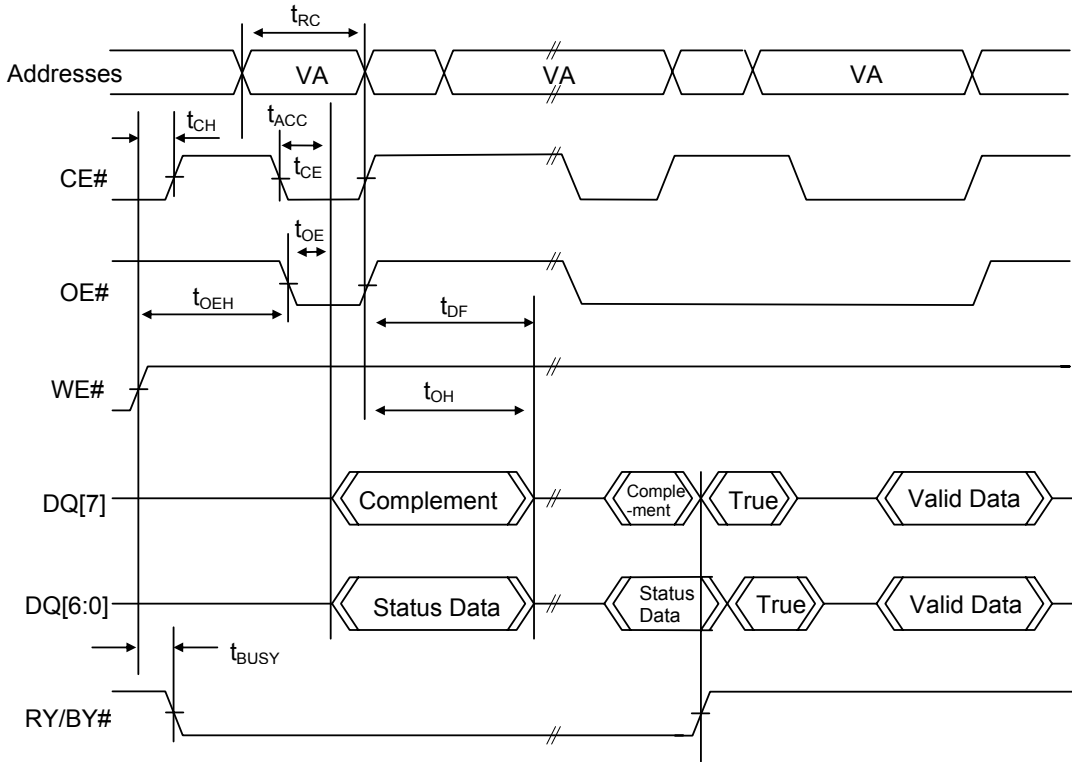 tRC
Addresses VA VA VA
tCH tACC
CE# tCE
tOE
OE#
tOEH tDF
WE#
tOH
DQ[7] Complement Comple
-ment True Valid Data
DQ[6:0] Status Data Status
Data True Valid Data
tBUSY
RY/BY#